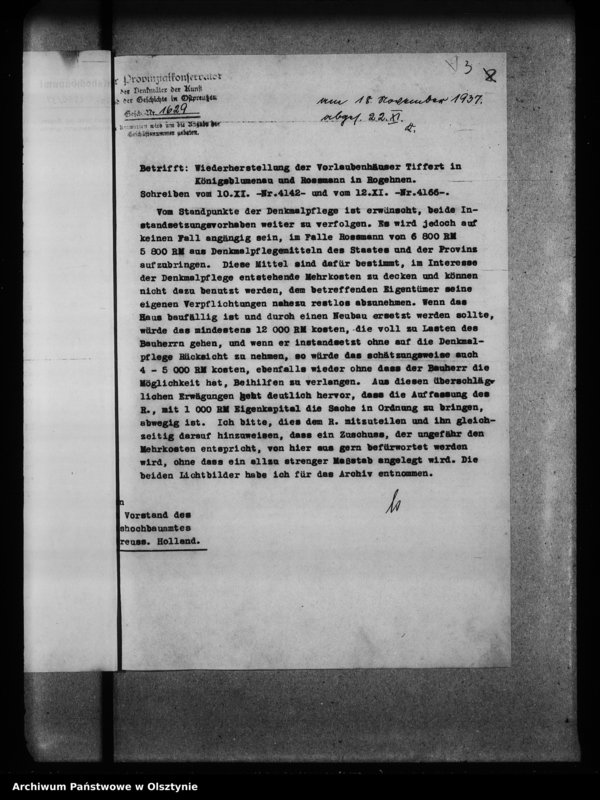 3
Provinzialkonservator
der Denkmäler der Kunst
der Geschichte in Ostpreußen
Gesch.-Nr. 1629
wird um die Angabe der
Geschäftsnummer gebeten.
am 18. November 1937.
abges. 22. XI.
Betrifft: Wiederherstellung der Vorlaubenhäuser Tiffert in
Königsblumenau und Rossmann in Rogehnen.
Schreiben vom 10.XI. -Nr.4142- und vom 12.XI. -Nr.4166-.
Vom Standpunkte der Denkmalpflege ist erwünscht, beide In-
standsetzungsvorhaben weiter zu verfolgen. Es wird jedoch auf
keinen Fall angängig sein, im Falle Rossmann von 6 800 RM
5 800 RM aus Denkmalpflegemitteln des Staates und der Provinz
aufzubringen. Diese Mittel sind dafür bestimmt, im Interesse
der Denkmalpflege entstehende Mehrkosten zu decken und können
nicht dazu benutzt werden, dem betreffenden Eigentümer seine
eigenen Verpflichtungen nahezu restlos abzunehmen. Wenn das
Haus baufällig ist und durch einen Neubau ersetzt werden sollte,
würde das mindestens 12 000 RM kosten, die voll zu Lasten des
Bauherrn gehen, und wenn er instandsetzt ohne auf die Denkmal-
pflege Rücksicht zu nehmen, so würde das schätzungsweise auch
4 - 5 000 RM kosten, ebenfalls wieder ohne dass der Bauherr die
Möglichkeit hat, Beihilfen zu verlangen. Aus diesen überschläg-
lichen Erwägungen geht deutlich hervor, dass die Auffassung des
R., mit 1 000 RM Eigenkapital die Sache in Ordnung zu bringen,
abwegig ist. Ich bitte, dies dem R. mitzuteilen und ihn gleich-
zeitig darauf hinzuweisen, dass ein Zuschuss, der ungefähr den
Mehrkosten entspricht, von hier aus gern befürwortet werden
wird, ohne dass ein allzu strenger Maßstab angelegt wird. Die
beiden Lichtbilder habe ich für das Archiv entnommen.
n
Vorstand des
shochbauamtes
reuss. Holland.
Archiwum Państwowe w Olsztynie